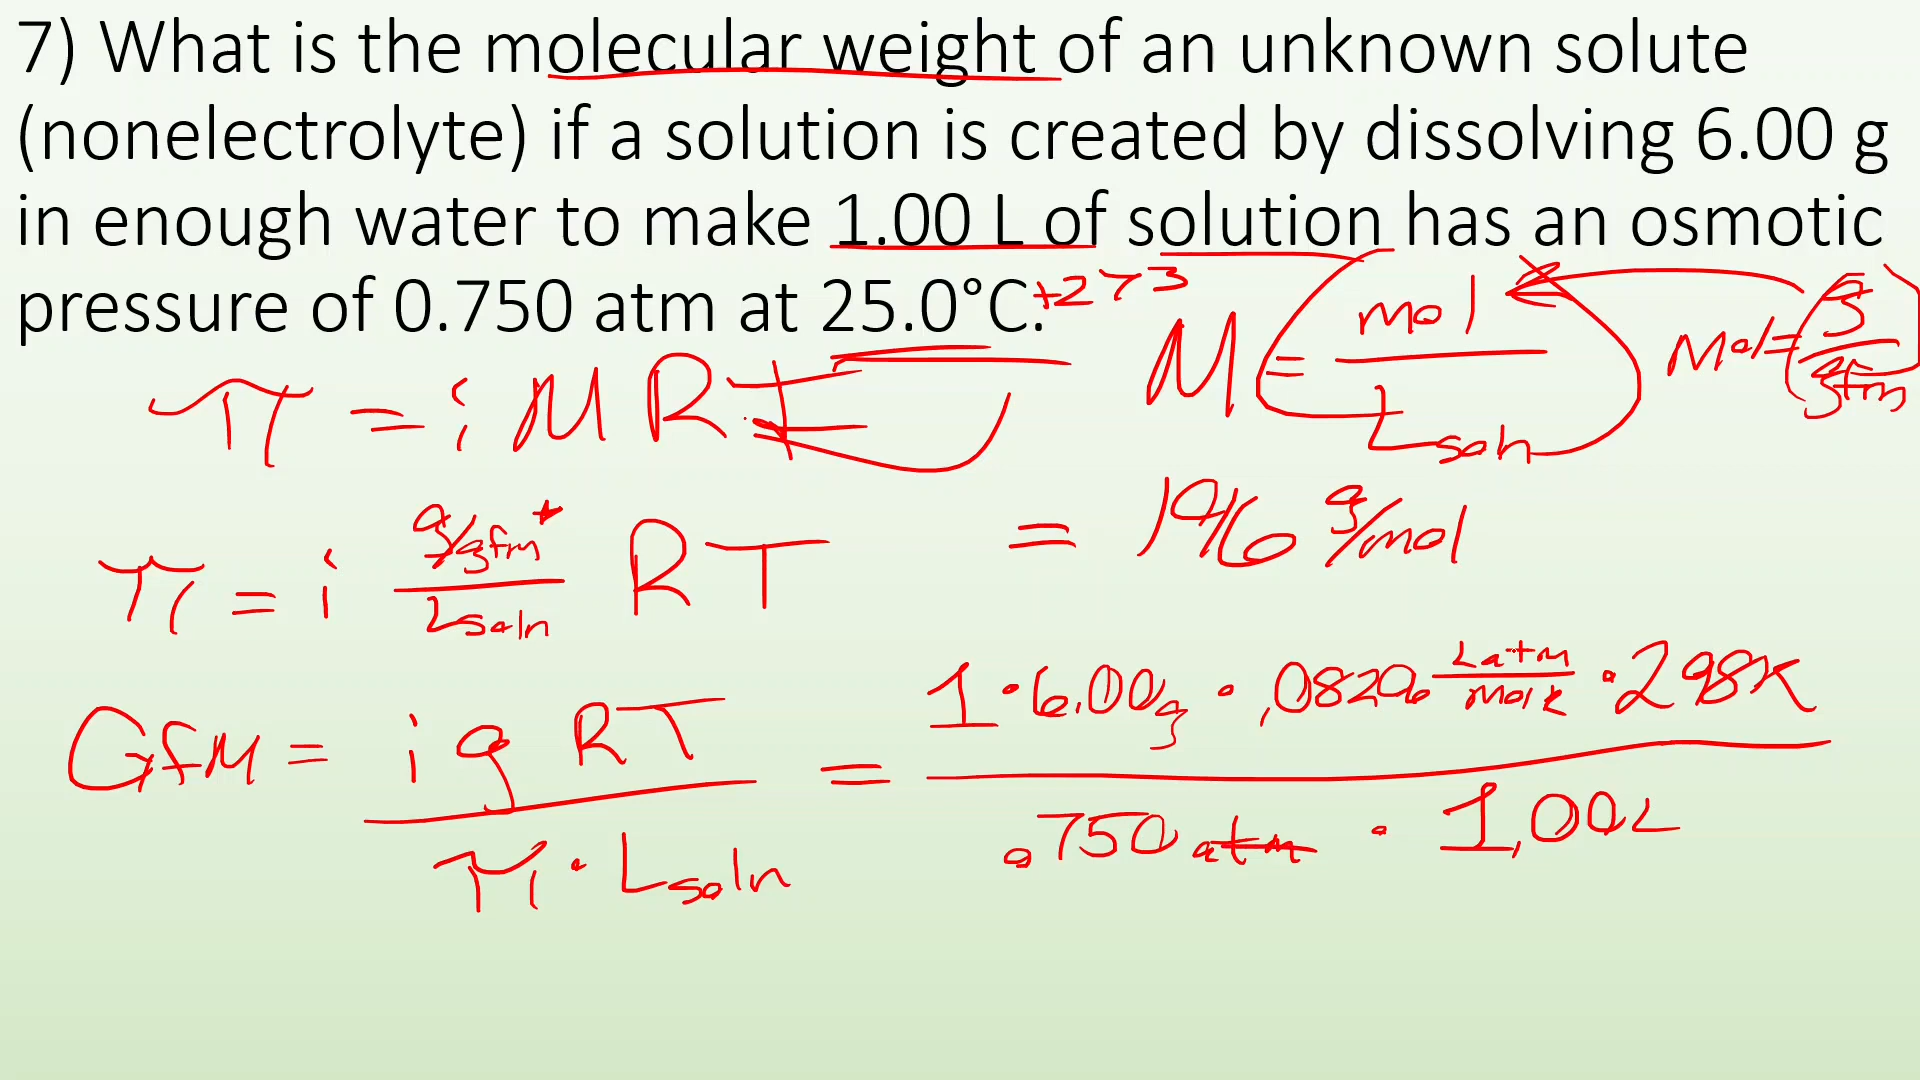 7) What is the molecular weight of an unknown solute
(nonelectrolyte) if a solution is created by dissolving 6.00 g
in enough water to make 1.00 L of solution has an osmotic
pressure of 0.750 atm at 25.0°C. +273
π = i M R T
M = mol / L soln
mol = g / gfm
π = i (g/gfm) / L soln R T
= 196 g/mol
GFM = i g R T / π · L soln = 1 · 6.00g · .08206 L atm / mol K · 298K / .750 atm · 1.00L